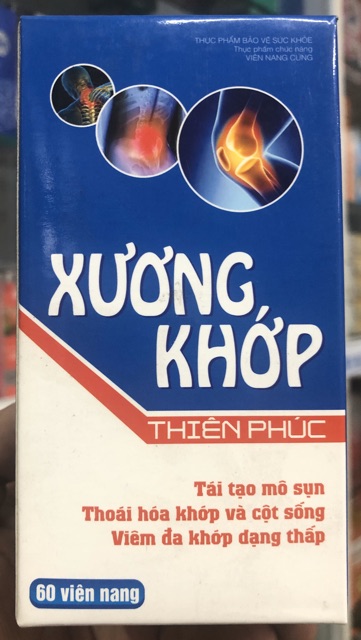 THỰC PHẨM BẢO VỆ SỨC KHỎE
Thực phẩm chức năng
VIÊN NANG CỨNG
XƯƠNG
KHỚP
THIÊN PHÚC
Tái tạo mô sụn
Thoái hóa khớp và cột sống
Viêm đa khớp dạng thấp
60 viên nang